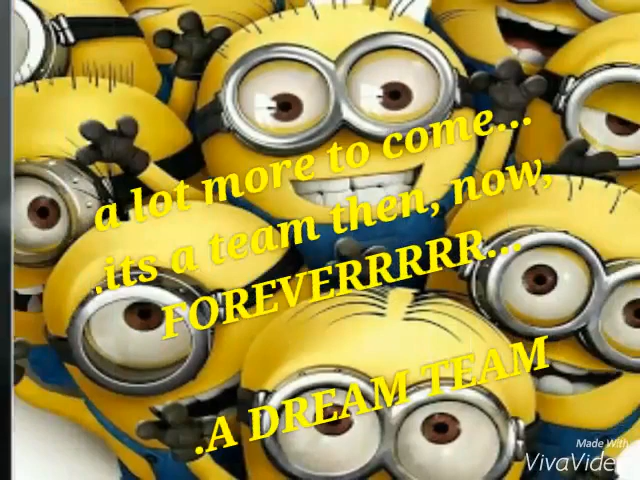 a lot more to come...
.its a team then, now,
FOREVERRRRR...
.A DREAM TEAM
Made With
VivaVideo